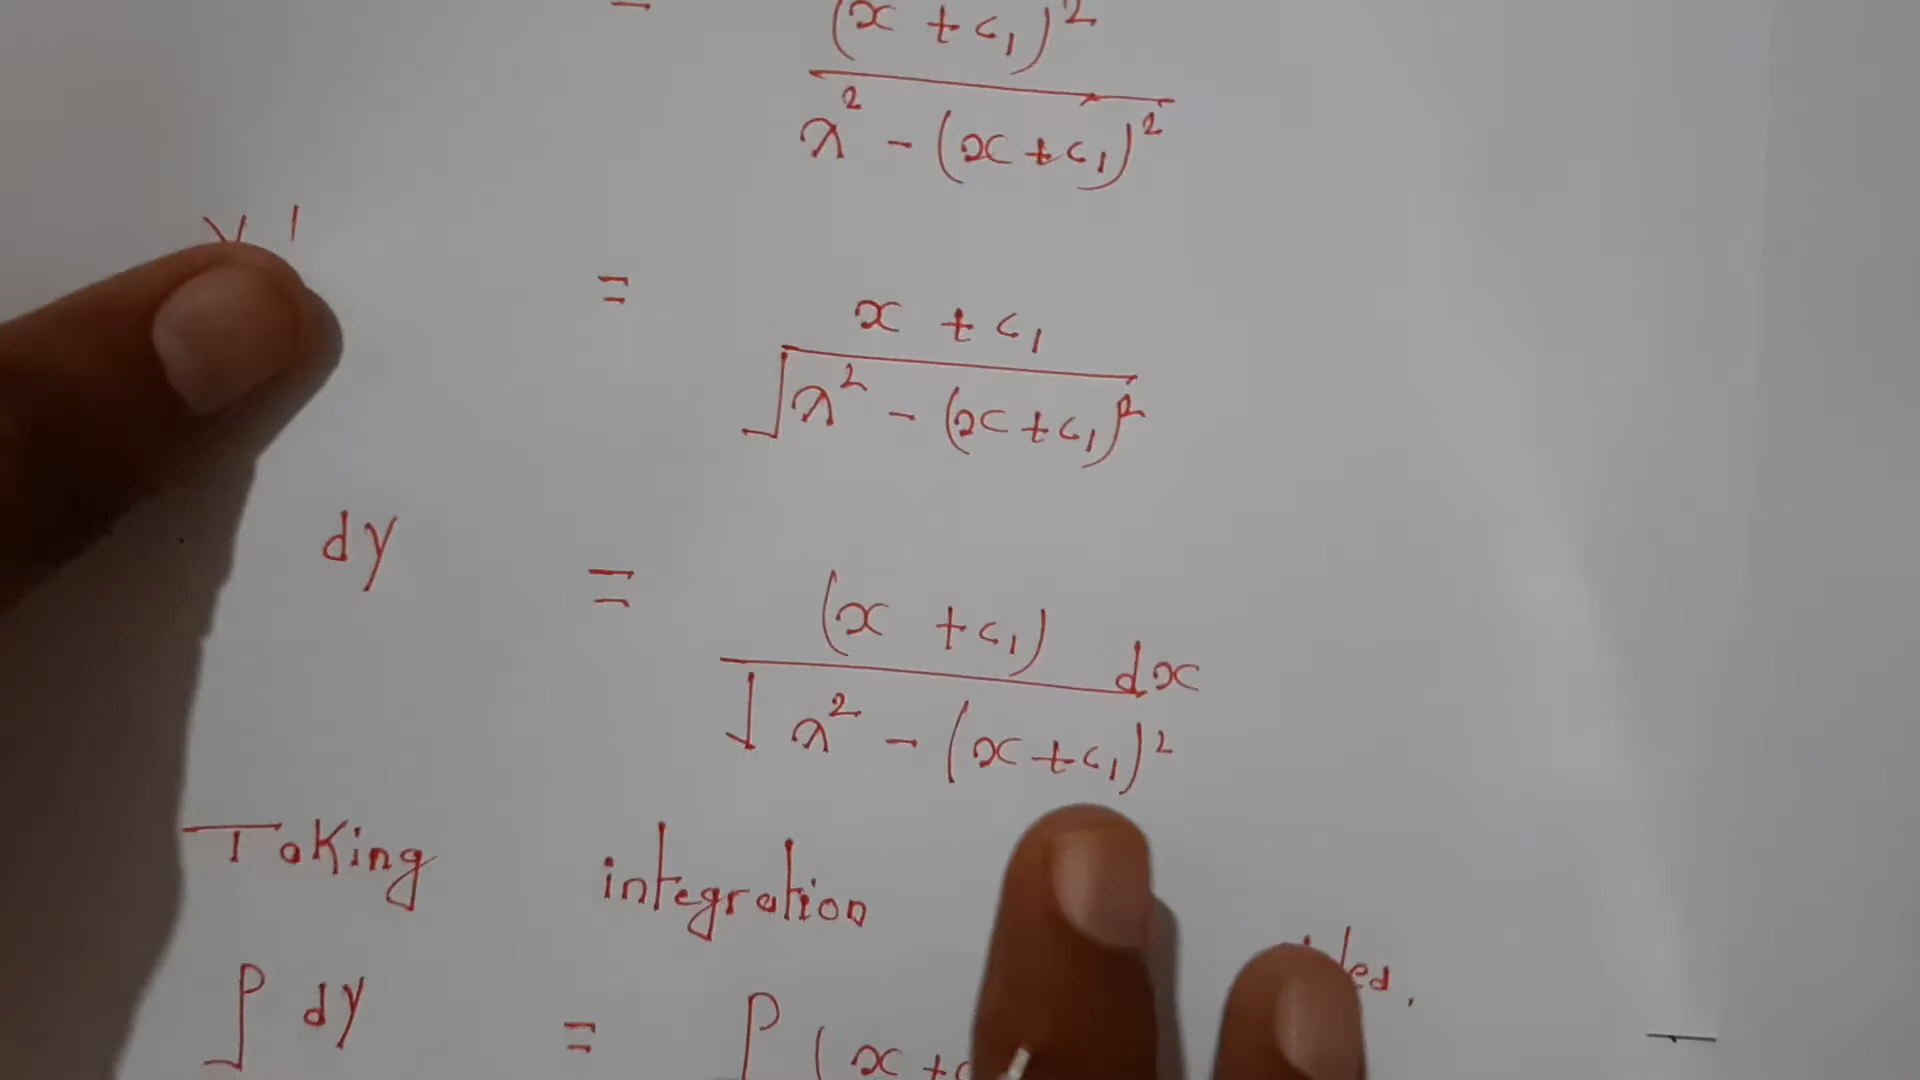 = (x + c₁)²
λ² - (x + c₁)²
y'
= x + c₁
√λ² - (x + c₁)²
dy = (x + c₁) dx
√λ² - (x + c₁)²
Taking integration
∫ dy = ∫ (x +